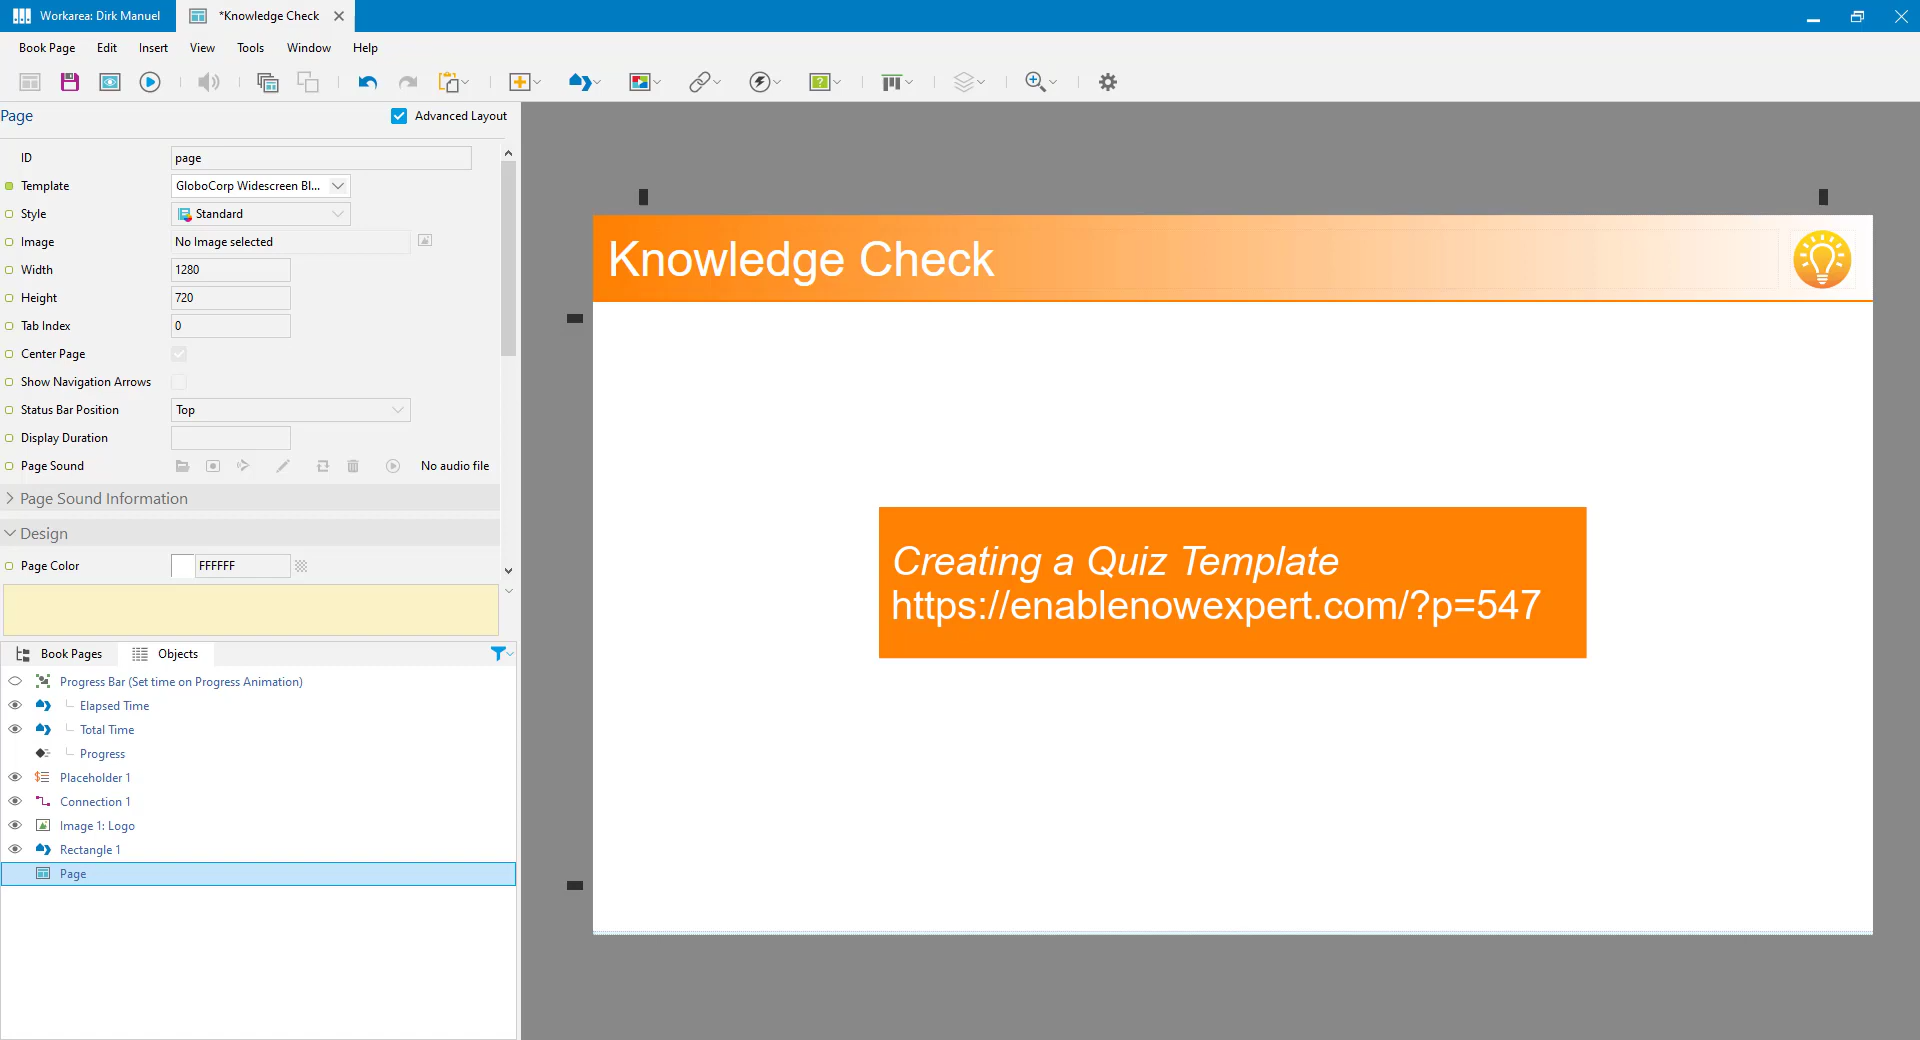 Workarea: Dirk Manuel
*Knowledge Check
Book Page Edit Insert View Tools Window Help
Page
Advanced Layout
ID
page
Template
GloboCorp Widescreen Bl...
Style
Standard
Image
No Image selected
Width
1280
Height
720
Tab Index
0
Center Page
Show Navigation Arrows
Status Bar Position
Top
Display Duration
Page Sound
No audio file
Page Sound Information
Design
Page Color
FFFFFF
Book Pages
Objects
Progress Bar (Set time on Progress Animation)
Elapsed Time
Total Time
Progress
Placeholder 1
Connection 1
Image 1: Logo
Rectangle 1
Page
Knowledge Check
Creating a Quiz Template
https://enablenowexpert.com/?p=547